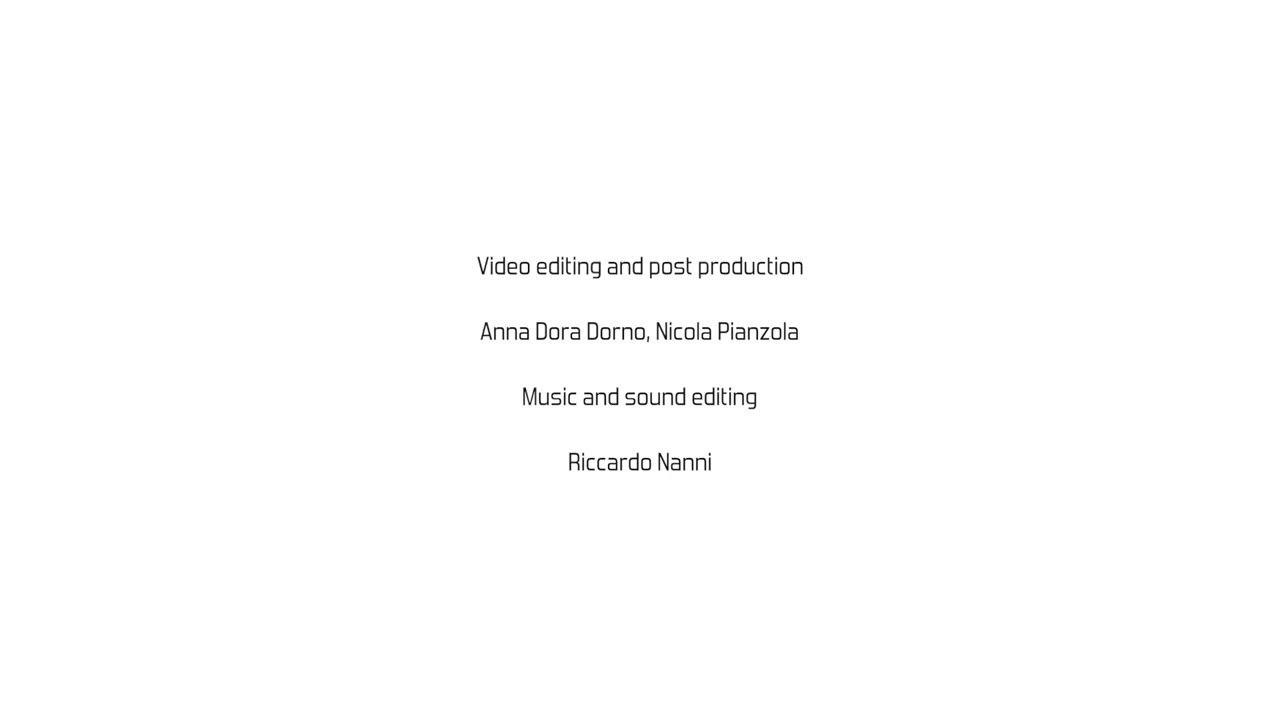 Video editing and post production
Anna Dora Dorno, Nicola Pianzola
Music and sound editing
Riccardo Nanni